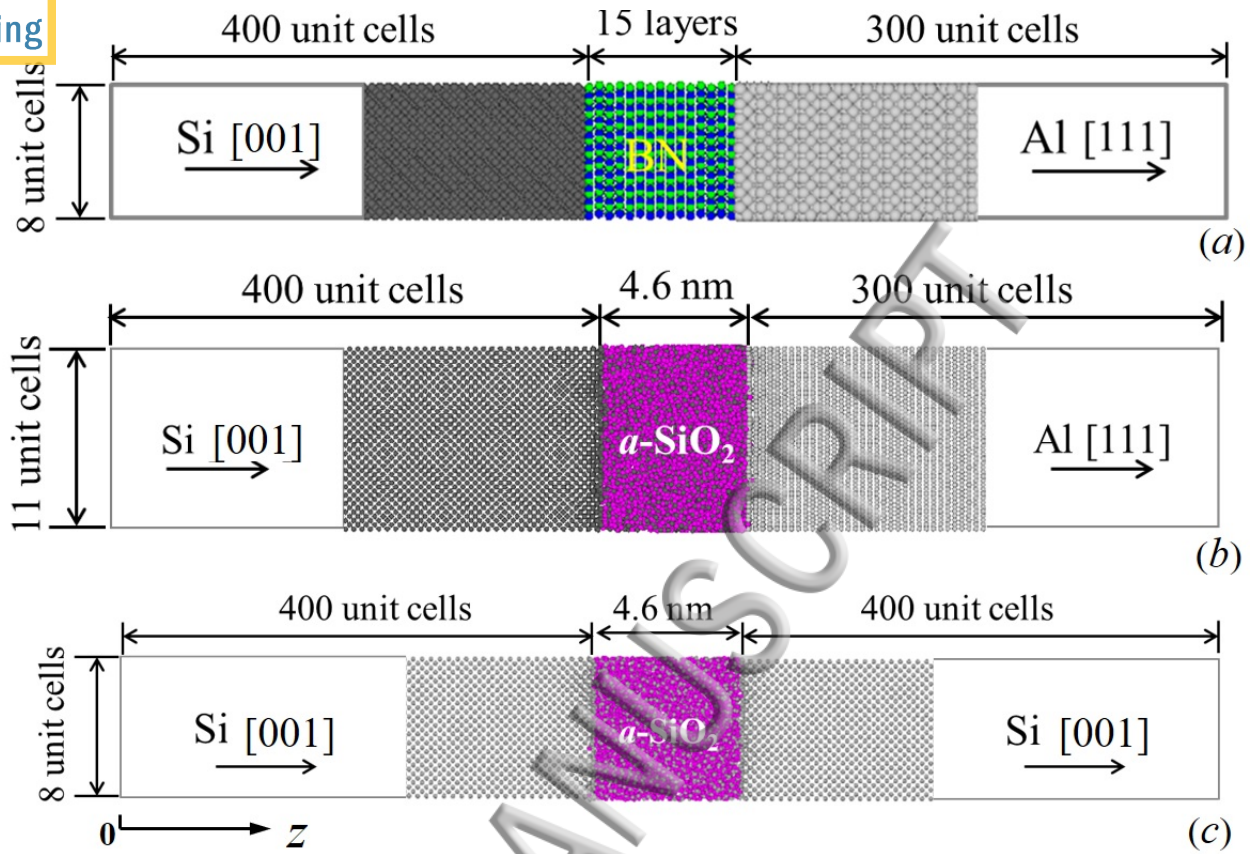 ing
400 unit cells
15 layers
300 unit cells
8 unit cells
Si [001]
BN
Al [111]
(a)
400 unit cells
4.6 nm
300 unit cells
11 unit cells
Si [001]
a-SiO2
Al [111]
(b)
400 unit cells
4.6 nm
400 unit cells
8 unit cells
Si [001]
a-SiO2
Si [001]
0
z
(c)
ANUSCRIPT